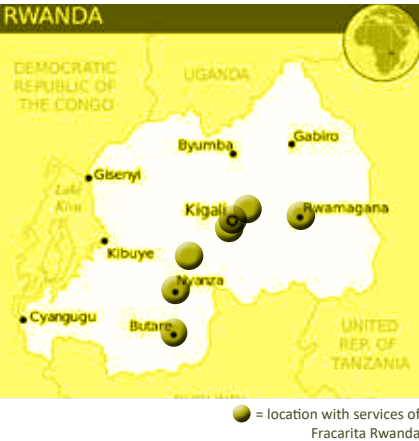 RWANDA
DEMOCRATIC
REPUBLIC OF
THE CONGO
UGANDA
Byumba
Gabiro
Gisenyi
Lake
Kivu
Kigali
Rwamagana
Kibuye
Nyanza
Cyangugu
Butare
UNITED
REP. OF
TANZANIA
BURUNDI
= location with services of
Fracarita Rwanda